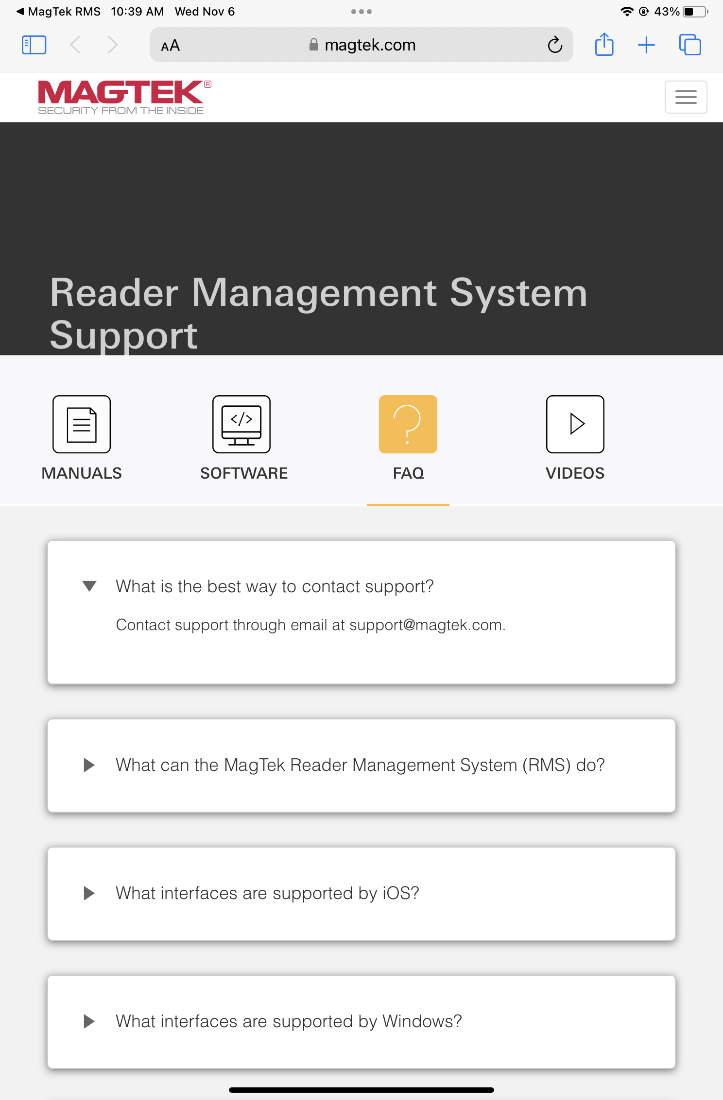 MagTek RMS 10:39 AM Wed Nov 6 43%
AA magtek.com
MAGTEK®
SECURITY FROM THE INSIDE
Reader Management System
Support
</>
MANUALS SOFTWARE FAQ VIDEOS
What is the best way to contact support?
Contact support through email at support@magtek.com.
What can the MagTek Reader Management System (RMS) do?
What interfaces are supported by iOS?
What interfaces are supported by Windows?